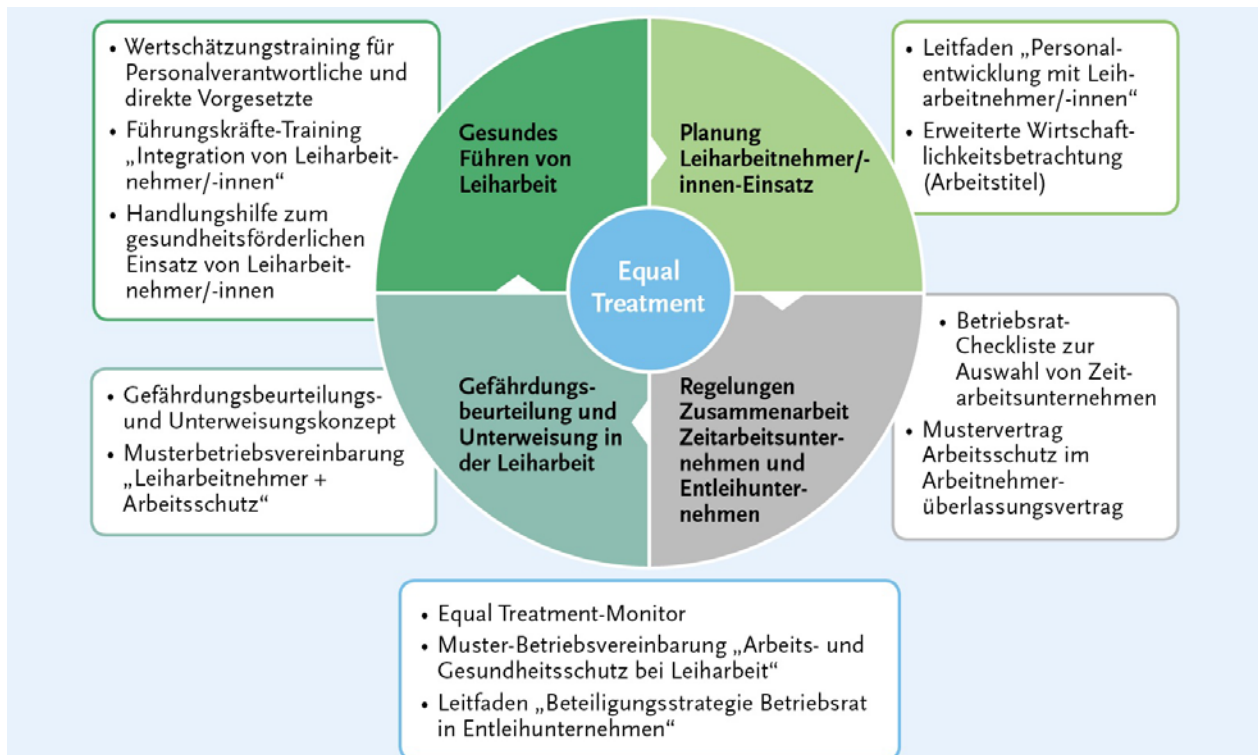 • Wertschätzungstraining für
Personalverantwortliche und
direkte Vorgesetzte
• Führungskräfte-Training
„Integration von Leiharbeit-
nehmer/-innen“
• Handlungshilfe zum
gesundheitsförderlichen
Einsatz von Leiharbeit-
nehmer/-innen
Gesundes
Führen von
Leiharbeit
Planung
Leiharbeitnehmer/-
innen-Einsatz
• Leitfaden „Personal-
entwicklung mit Leih-
arbeitnehmer/-innen“
• Erweiterte Wirtschaft-
lichkeitsbetrachtung
(Arbeitstitel)
Equal
Treatment
• Gefährdungsbeurteilungs-
und Unterweisungskonzept
• Musterbetriebsvereinbarung
„Leiharbeitnehmer +
Arbeitsschutz“
Gefährdungs-
beurteilung und
Unterweisung in
der Leiharbeit
Regelungen
Zusammenarbeit
Zeitarbeitsunter-
nehmen und
Entleihunter-
nehmen
• Betriebsrat-
Checkliste zur
Auswahl von Zeit-
arbeitsunternehmen
• Mustervertrag
Arbeitsschutz im
Arbeitnehmer-
überlassungsvertrag
• Equal Treatment-Monitor
• Muster-Betriebsvereinbarung „Arbeits- und
Gesundheitsschutz bei Leiharbeit“
• Leitfaden „Beteiligungsstrategie Betriebsrat
in Entleihunternehmen“